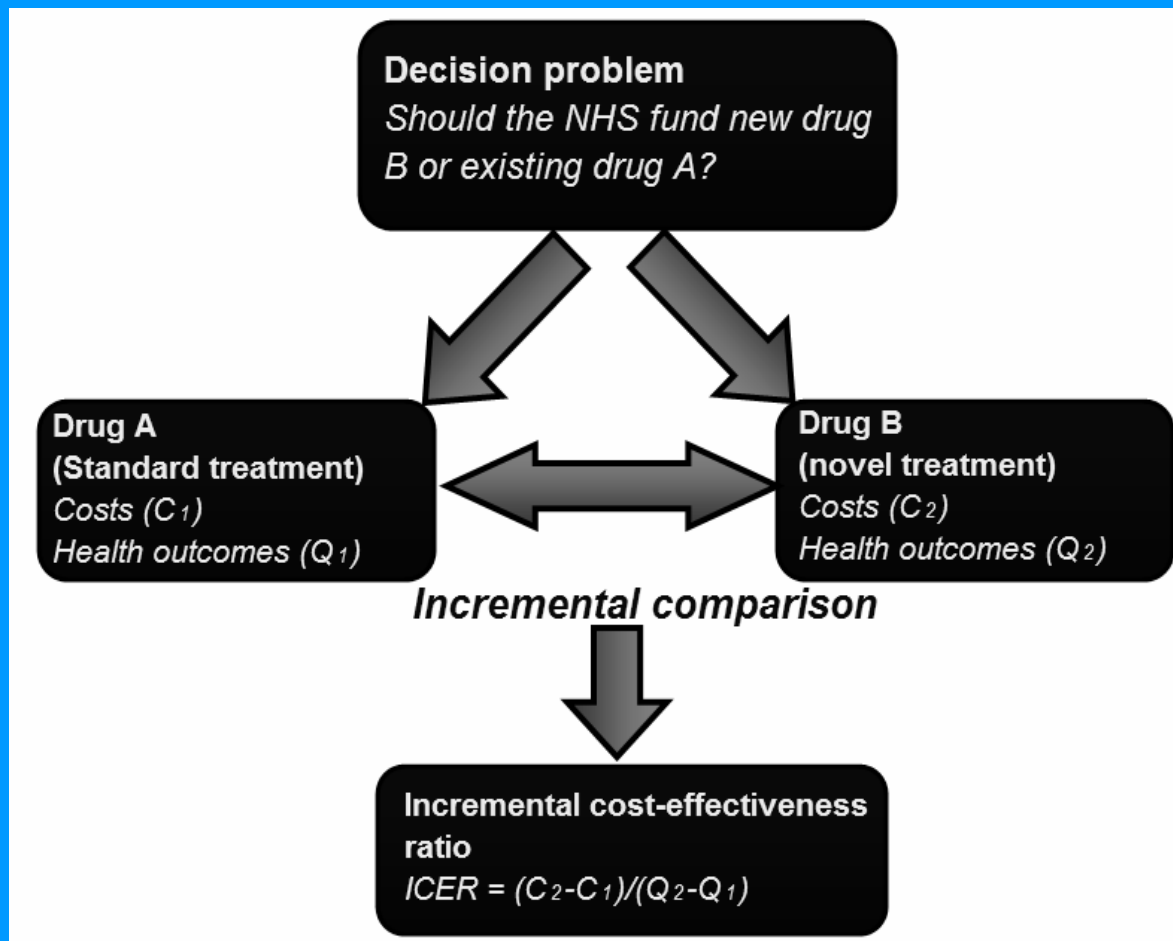 Decision problem
Should the NHS fund new drug
B or existing drug A?
Drug A
(Standard treatment)
Costs (C₁)
Health outcomes (Q₁)
Drug B
(novel treatment)
Costs (C₂)
Health outcomes (Q₂)
Incremental comparison
Incremental cost-effectiveness
ratio
ICER = (C₂-C₁)/(Q₂-Q₁)